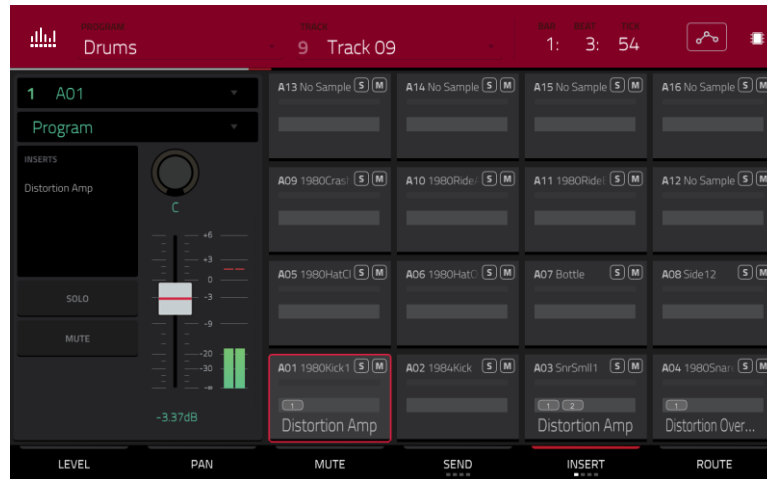 PROGRAM TRACK BAR BEAT TICK
Drums 9 Track 09 1: 3: 54
1 A01
Program
INSERTS
Distortion Amp
C
+6
+3
0
-3
-9
-20
-30
-∞
SOLO
MUTE
-3.37dB
A13 No Sample S M A14 No Sample S M A15 No Sample S M A16 No Sample S M
A09 1980Cras S M A10 1980Ride S M A11 1980Ride S M A12 No Sample S M
A05 1980HatCl S M A06 1980HatC S M A07 Bottle S M A08 Side12 S M
A01 1980Kick1 S M A02 1984Kick S M A03 SnrSmll1 S M A04 1980Snar S M
1 1 2 1
Distortion Amp Distortion Amp Distortion Over...
LEVEL PAN MUTE SEND INSERT ROUTE